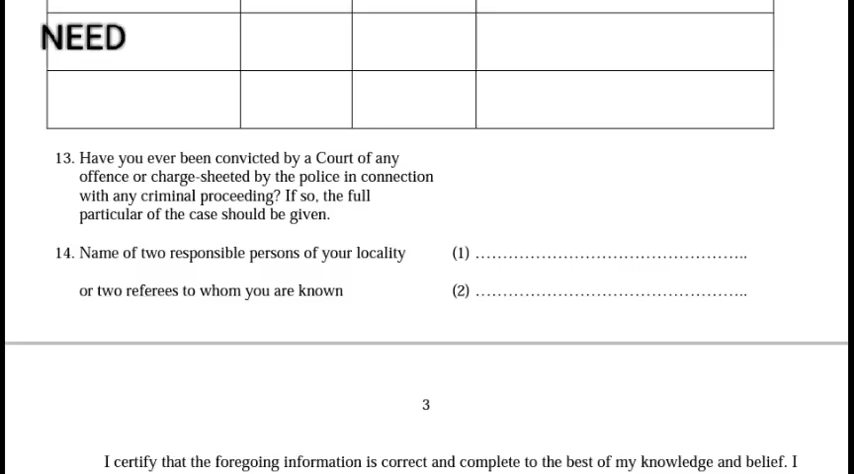 NEED
13. Have you ever been convicted by a Court of any
offence or charge-sheeted by the police in connection
with any criminal proceeding? If so, the full
particular of the case should be given.
14. Name of two responsible persons of your locality (1) ……………………………………………..
or two referees to whom you are known (2) ……………………………………………..
3
I certify that the foregoing information is correct and complete to the best of my knowledge and belief. I